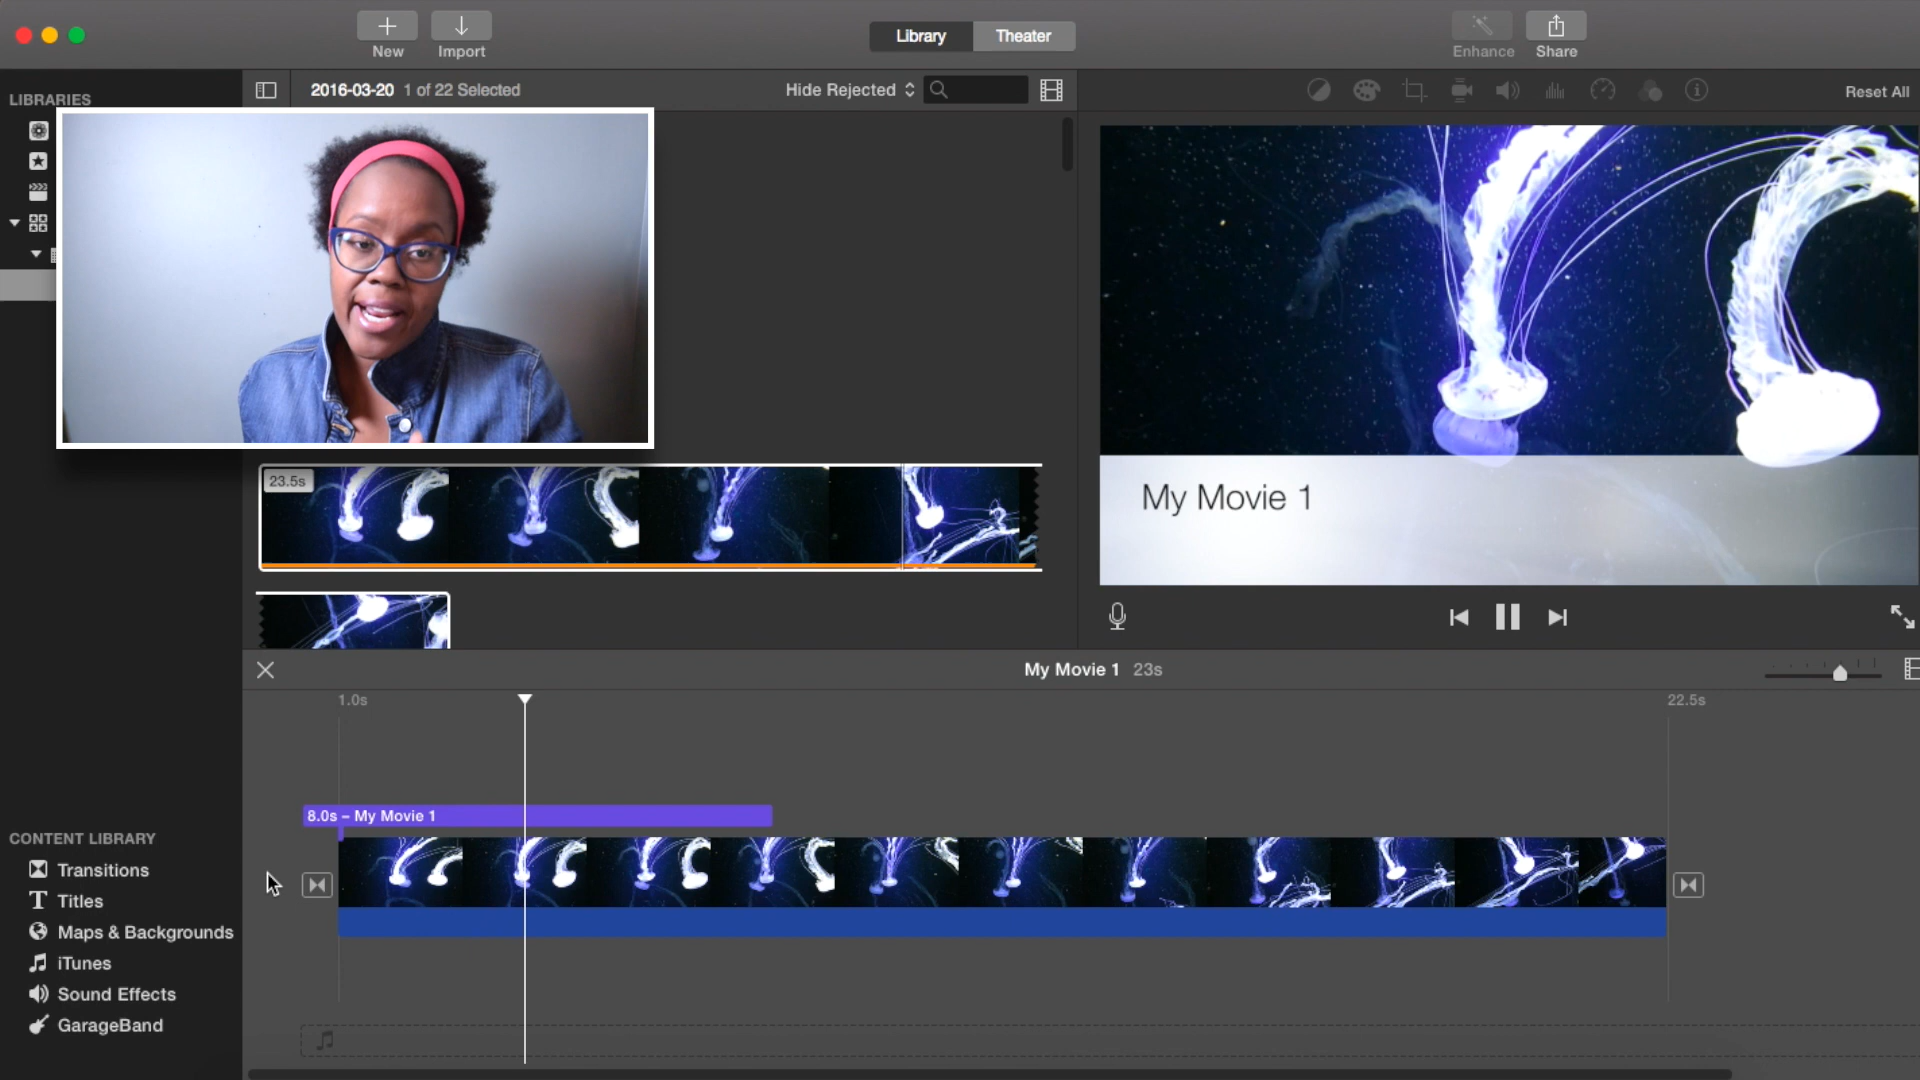 Library
Theater
New
Import
Enhance
Share
LIBRARIES
2016-03-20 1 of 22 Selected
Hide Rejected
Reset All
23.5s
My Movie 1
My Movie 1 23s
1.0s
22.5s
8.0s – My Movie 1
CONTENT LIBRARY
Transitions
Titles
Maps & Backgrounds
iTunes
Sound Effects
GarageBand